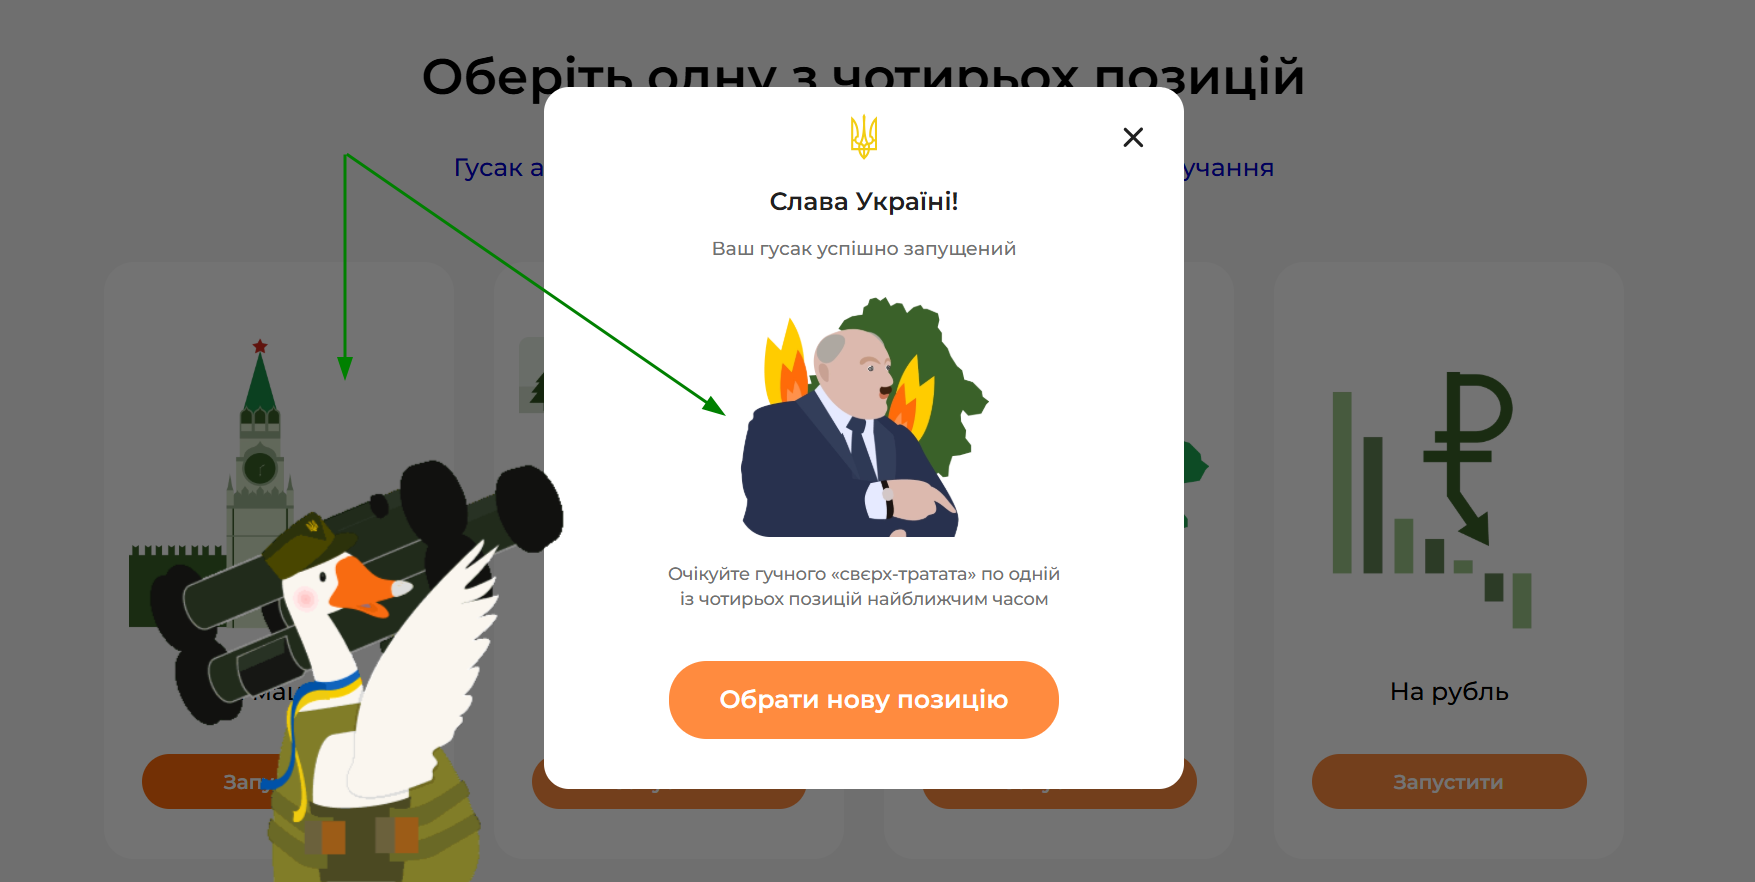 Оберіть одну з чотирьох позицій
Гусак а
учання
Слава Україні!
Ваш гусак успішно запущений
Очікуйте гучного «свєрх-тратата» по одній
із чотирьох позицій найближчим часом
Обрати нову позицію
На рубль
Запустити